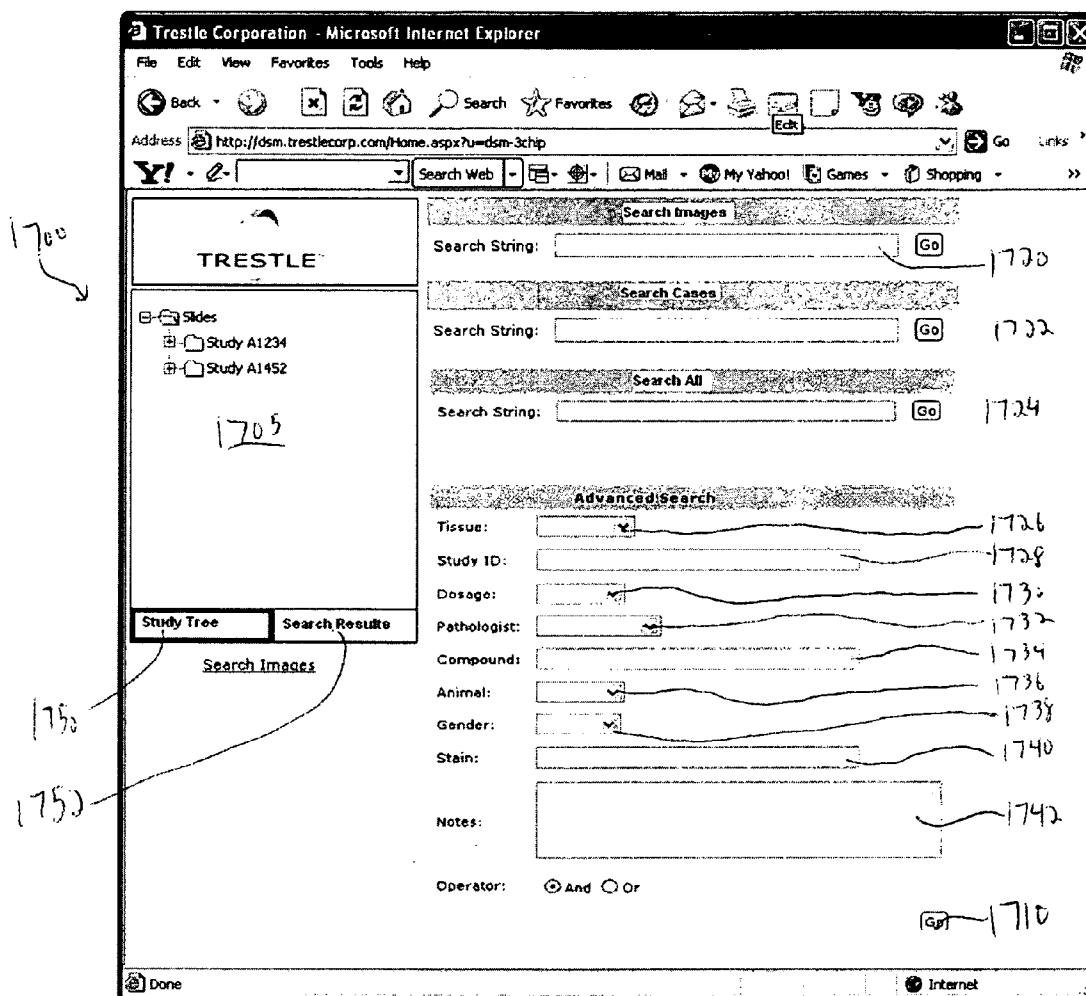 Trestle Corporation - Microsoft Internet Explorer
File Edit View Favorites Tools Help
Back Search Favorites
Edit
Address http://dsm.trestlecorp.com/Home.aspx?u=dsm-3chip Go Links »
Y! Search Web Mail My Yahoo! Games Shopping »
1700
TRESTLE
Search Images
Search String: Go 1720
Search Cases
Search String: Go 1722
Search All
Search String: Go 1724
Slides
Study A1234
Study A1452
1705
Study Tree Search Results
Search Images
1750
1752
Advanced Search
Tissue: 1726
Study ID: 1728
Dosage: 1730
Pathologist: 1732
Compound: 1734
Animal: 1736
Gender: 1738
Stain: 1740
Notes: 1742
Operator: And Or
Go 1710
Done Internet